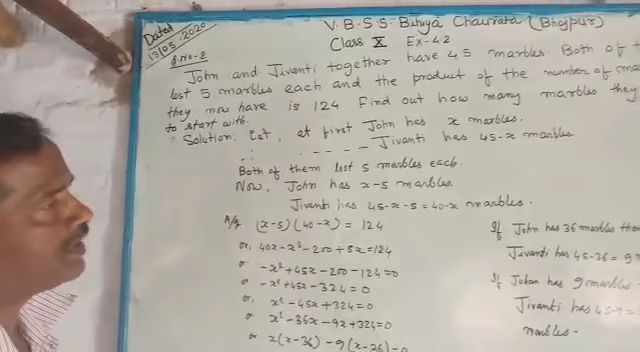 Dated
13/05/2020
V.B.S.S. Bihiya Chaurasta (Bhojpur)
Class X Ex-4.2
Q.No-2
John and Jivanti together have 45 marbles Both of
lost 5 marbles each and the product of the number of
they now have is 124 Find out how many marbles they
to start with.
Solution: Let, at first John has x marbles.
∴ - - - - - Jivanti has 45-x marbles
Both of them lost 5 marbles each.
Now, John has x-5 marbles.
Jivanti has 45-x-5=40-x marbles.
A/q (x-5)(40-x) = 124
or, 40x-x²-200+5x=124
or -x²+45x-200-124=0
or -x²+45x-324=0
or, x²-45x+324=0
or x²-36x-9x+324=0
or x(x-36)-9(x-36)=0
If John has 36 marbles
Jivanti has 45-36=9
If John has 9 marbles
Jivanti has 45-9=
marbles.